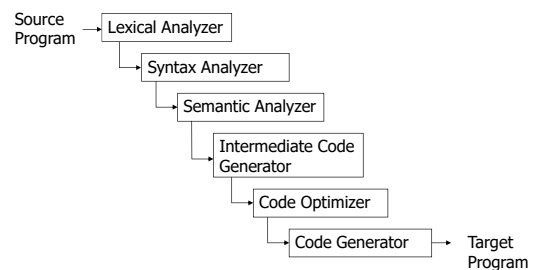 Source
Program
Lexical Analyzer
Syntax Analyzer
Semantic Analyzer
Intermediate Code
Generator
Code Optimizer
Code Generator
Target
Program